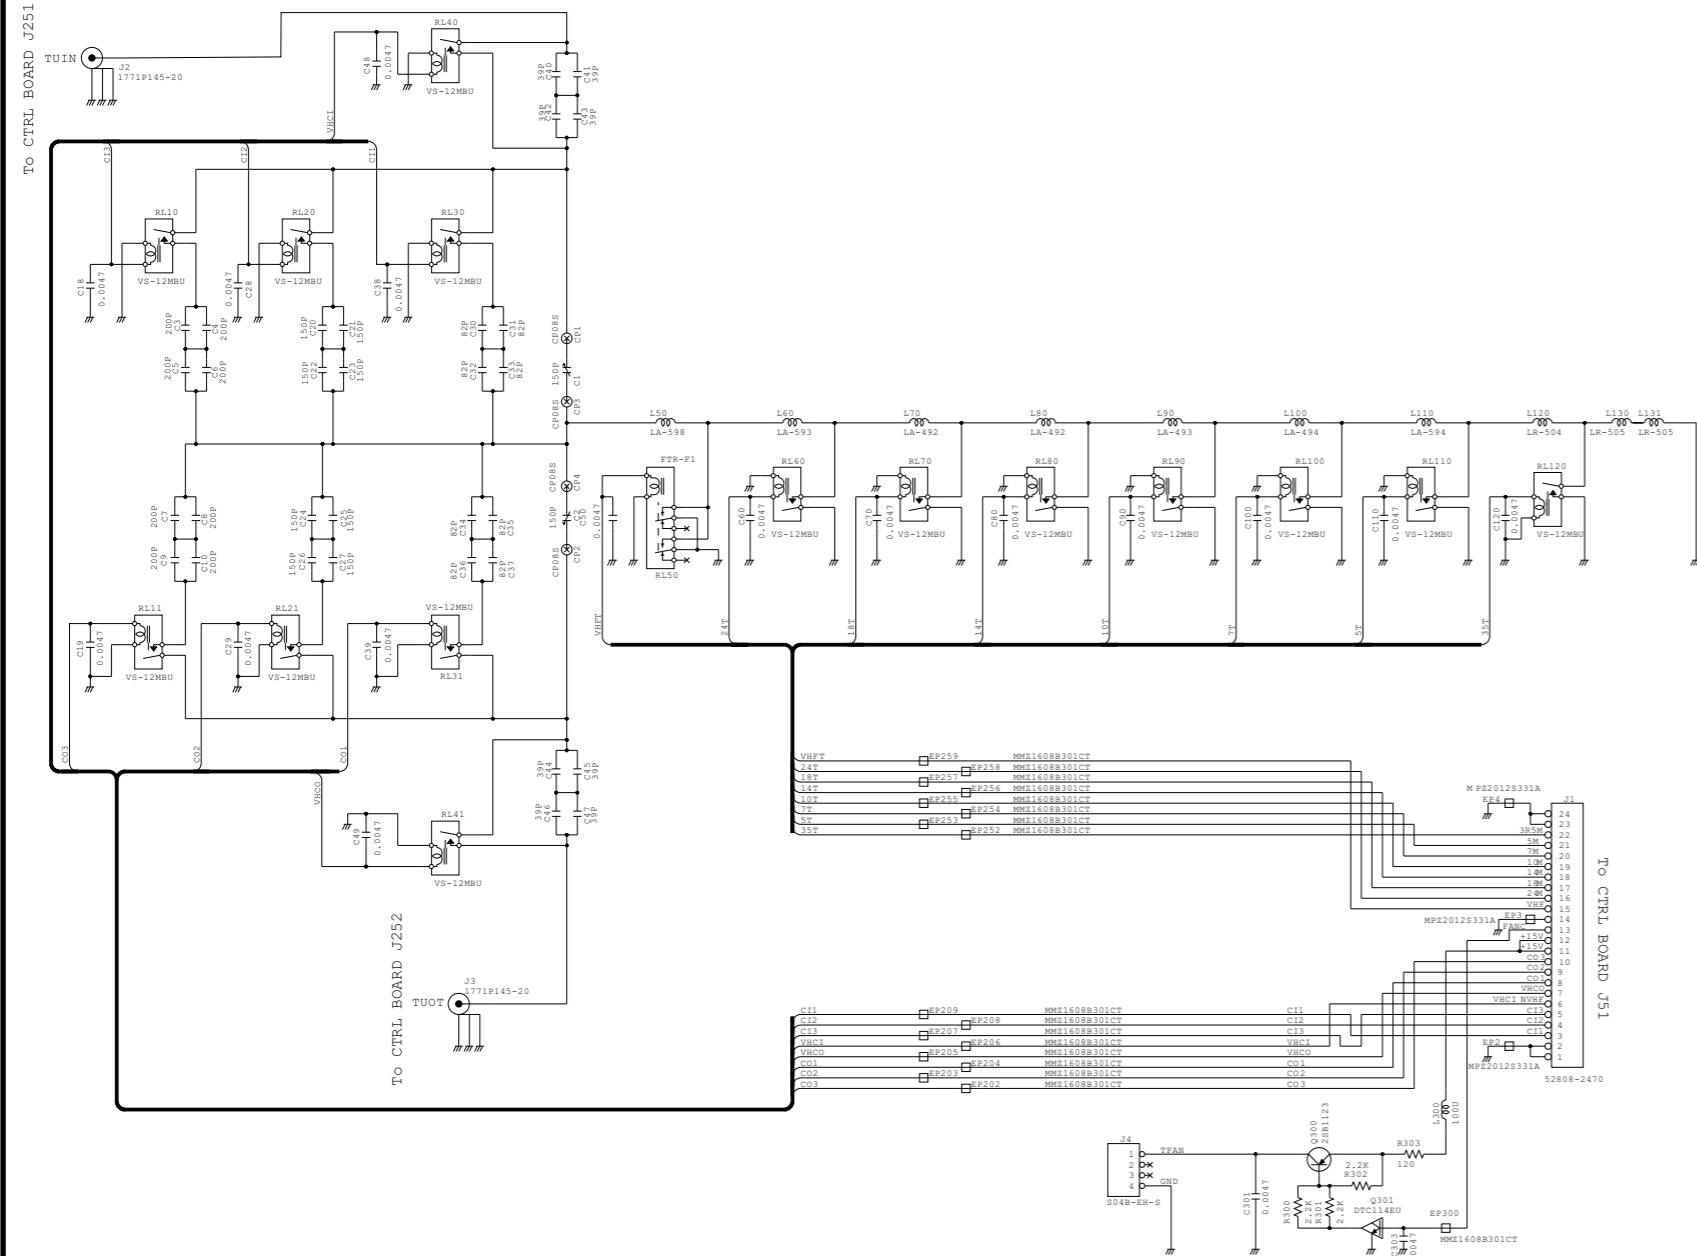 To CTRL BOARD J251
TUIN
J2
1771P145-20
RL40
VS-12MBU
C48
0.0047
VHCI
39P
C40
C41
39P
39P
C42
C43
39P
CI3
CI2
CI1
RL10
VS-12MBU
RL20
VS-12MBU
RL30
VS-12MBU
C18
0.0047
0.0047
C28
C38
0.0047
200P
C3
C4
200P
200P
C5
C6
200P
150P
C20
C21
150P
150P
C22
C23
150P
82P
C30
C31
82P
82P
C32
C33
82P
CP08S
CP1
150P
C1
CP08S
CP3
CP08S
CP4
150P
C2
CP08S
CP2
200P
C7
C8
200P
200P
C9
C10
200P
150P
C24
C25
150P
150P
C26
C27
150P
82P
C34
82P
C35
82P
C36
82P
C37
RL11
VS-12MBU
RL21
VS-12MBU
VS-12MBU
RL31
C19
0.0047
C29
0.0047
C39
0.0047
CO3
CO2
CO1
VHCO
39P
C44
C45
39P
39P
C46
C47
39P
C49
0.0047
RL41
VS-12MBU
To CTRL BOARD J252
TUOT
J3
1771P145-20
L50
LA-598
L60
LA-593
L70
LA-492
L80
LA-492
L90
LA-493
L100
LA-494
L110
LA-594
L120
LR-504
L130
L131
LR-505
LR-505
C50
0.0047
FTR-F1
RL50
C60
0.0047
RL60
VS-12MBU
C70
0.0047
RL70
VS-12MBU
C80
0.0047
RL80
VS-12MBU
C90
0.0047
RL90
VS-12MBU
C100
0.0047
RL100
VS-12MBU
C110
0.0047
RL110
VS-12MBU
C120
0.0047
RL120
VS-12MBU
VHFT
24T
18T
14T
10T
7T
5T
35T
VHFT EP259 MMZ1608B301CT
24T EP258
18T EP257 MMZ1608B301CT
14T EP256 MMZ1608B301CT
10T EP255 MMZ1608B301CT
7T EP254 MMZ1608B301CT
5T EP253 MMZ1608B301CT
35T EP252 MMZ1608B301CT
MPZ2012S331A
EP4
J1
24
23
3R5M 22
5M 21
7M 20
10M 19
14M 18
18M 17
24M 16
VHF 15
MPZ2012S331A EP3 14
FANC 13
+15V 12
+15V 11
CO3 10
CO2 9
CO1 8
VHCO 7
VHCI NVHF 6
CI3 5
CI2 4
CI1 3
EP2 2
1
MPZ2012S331A
52808-2470
To CTRL BOARD J51
CI1 EP209 MMZ1608B301CT CI1
CI2 EP208 MMZ1608B301CT CI2
CI3 EP207 MMZ1608B301CT CI3
VHCI EP206 MMZ1608B301CT VHCI
VHCO EP205 MMZ1608B301CT VHCO
CO1 EP204 MMZ1608B301CT CO1
CO2 EP203 MMZ1608B301CT CO2
CO3 EP202 MMZ1608B301CT CO3
L300
100U
J4
1 TFAN
2
3
4 GND
S04B-EH-S
C301
0.0047
Q300
2SB1123
R303
120
2.2K
R302
R300
2.2K
R301
2.2K
Q301
DTC114EU
EP300
MMZ1608B301CT
C303